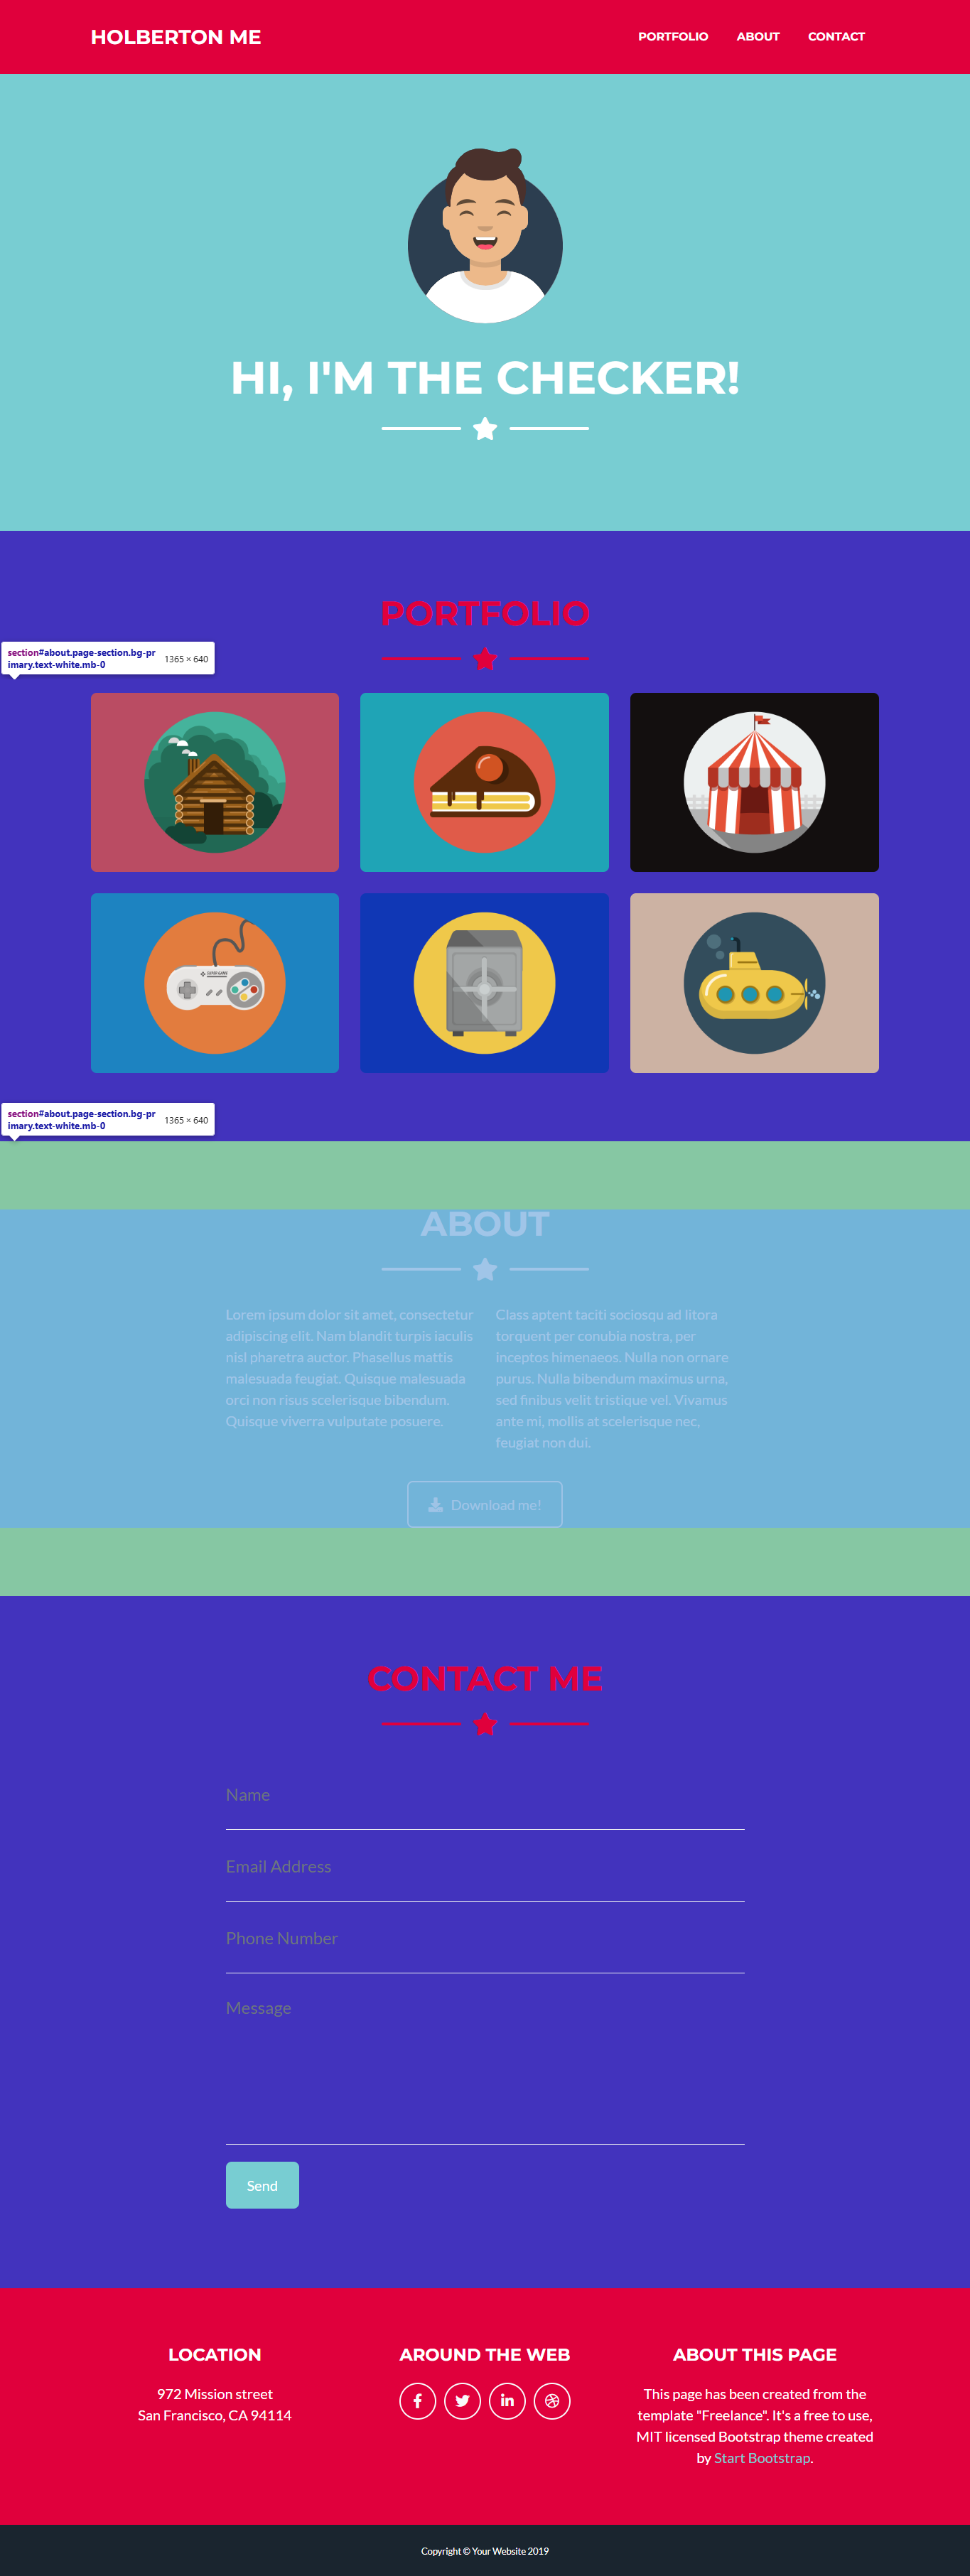 HOLBERTON ME
PORTFOLIO ABOUT CONTACT
HI, I'M THE CHECKER!
PORTFOLIO
section#about.page-section.bg-pr
imary.text-white.mb-0
1365 × 640
SUPER GAME
section#about.page-section.bg-pr
imary.text-white.mb-0
1365 × 640
ABOUT
Lorem ipsum dolor sit amet, consectetur
adipiscing elit. Nam blandit turpis iaculis
nisl pharetra auctor. Phasellus mattis
malesuada feugiat. Quisque malesuada
orci non risus scelerisque bibendum.
Quisque viverra vulputate posuere.
Class aptent taciti sociosqu ad litora
torquent per conubia nostra, per
inceptos himenaeos. Nulla non ornare
purus. Nulla bibendum maximus urna,
sed finibus velit tristique vel. Vivamus
ante mi, mollis at scelerisque nec,
feugiat non dui.
Download me!
CONTACT ME
Name
Email Address
Phone Number
Message
Send
LOCATION
972 Mission street
San Francisco, CA 94114
AROUND THE WEB
ABOUT THIS PAGE
This page has been created from the
template "Freelance". It's a free to use,
MIT licensed Bootstrap theme created
by Start Bootstrap.
Copyright © Your Website 2019